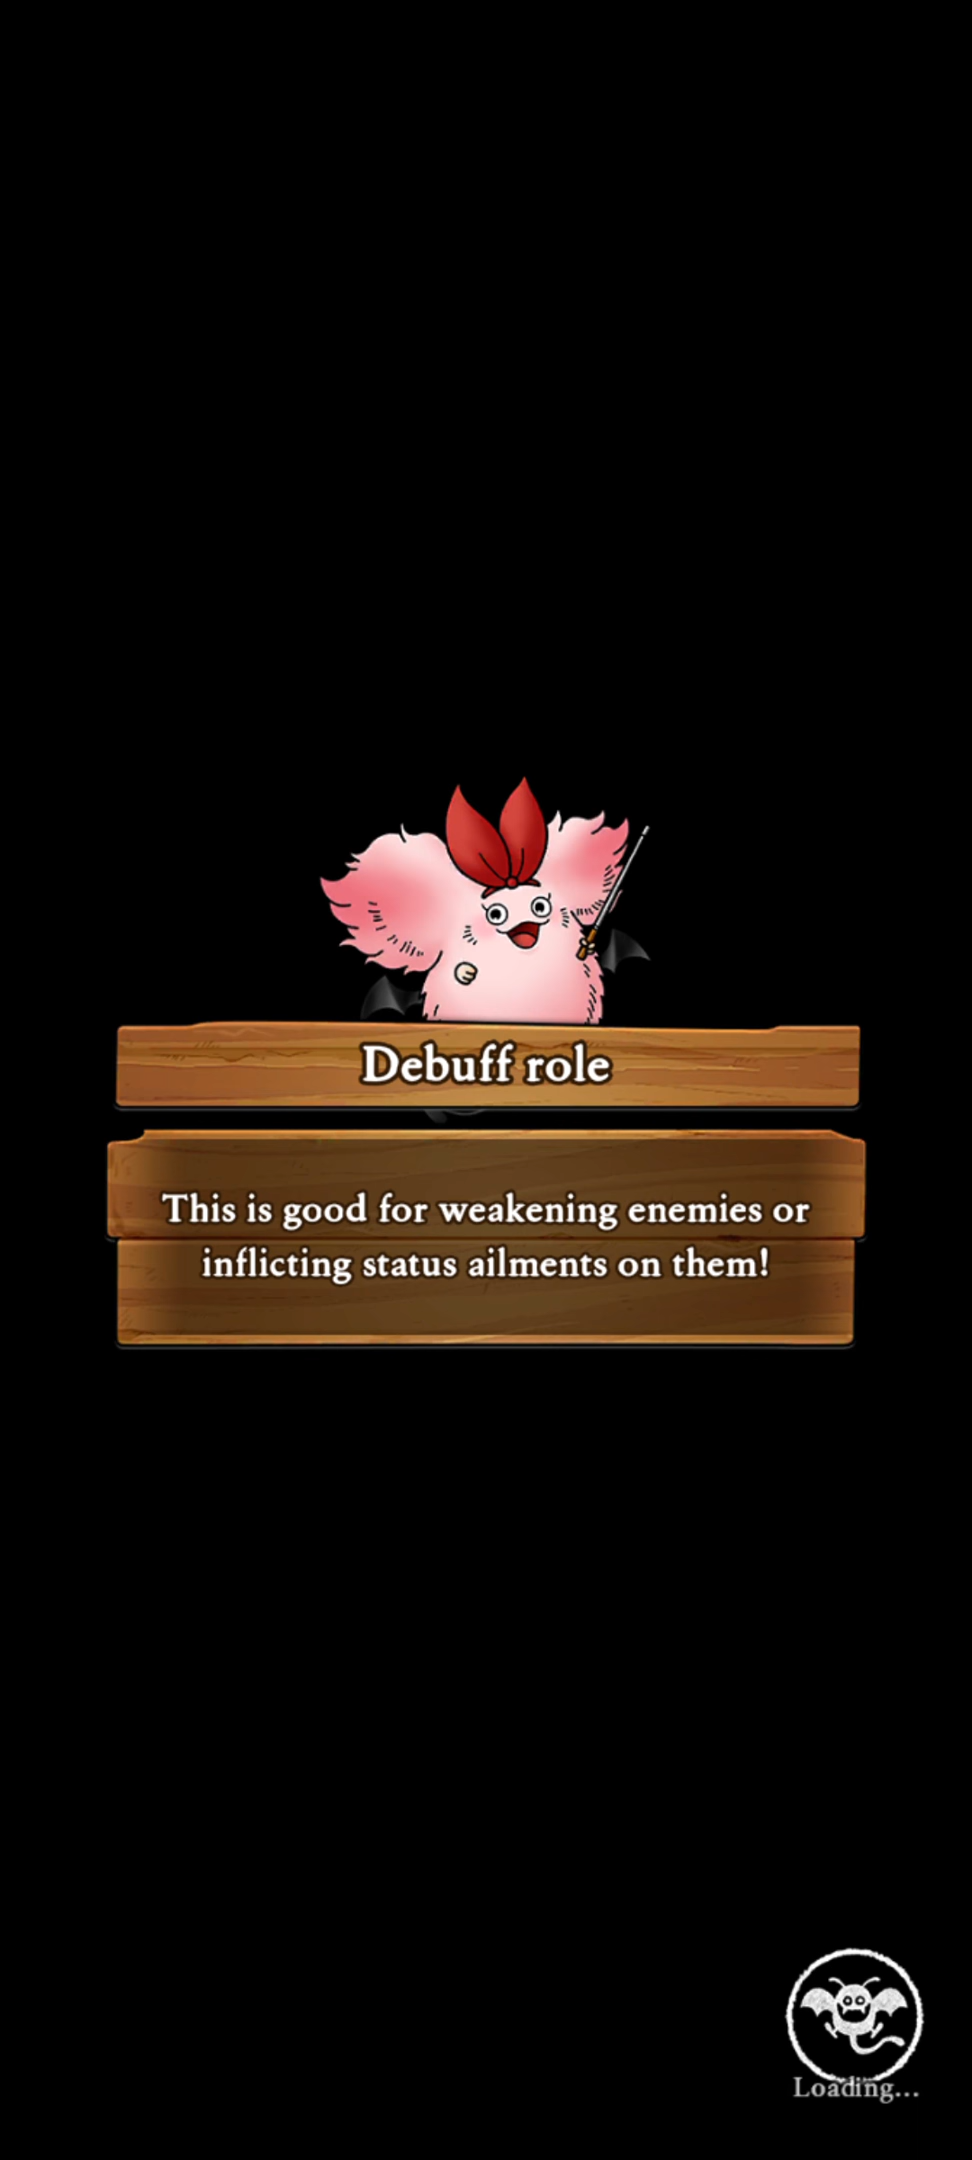 Debuff role
This is good for weakening enemies or
inflicting status ailments on them!
Loading...